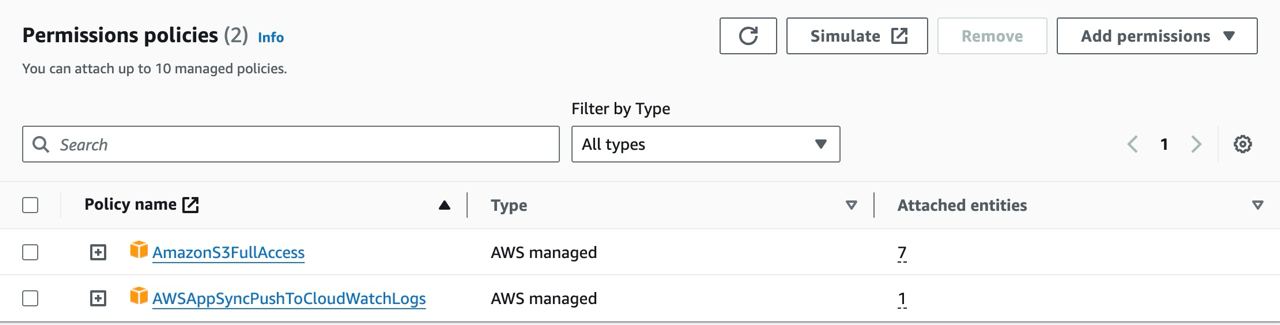 Permissions policies (2) Info
Simulate Remove Add permissions
You can attach up to 10 managed policies.
Filter by Type
Search All types 1
Policy name Type Attached entities
AmazonS3FullAccess AWS managed 7
AWSAppSyncPushToCloudWatchLogs AWS managed 1